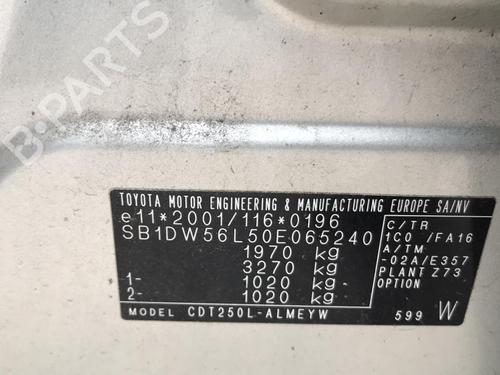 B-PARTS
TOYOTA MOTOR ENGINEERING & MANUFACTURING EUROPE SA/NV
e11*2001/116*0196
SB1DW56L50E065240
1970 kg
3270 kg
1- 1020 kg
2- 1020 kg
MODEL CDT250L-ALMEYW
C/TR
1C0 /FA16
A/TM
-02A/E357
PLANT Z73
OPTION
599 W